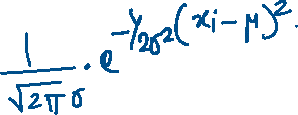 1/(√2π σ) · e^(-1/2σ² (xi - μ)²).